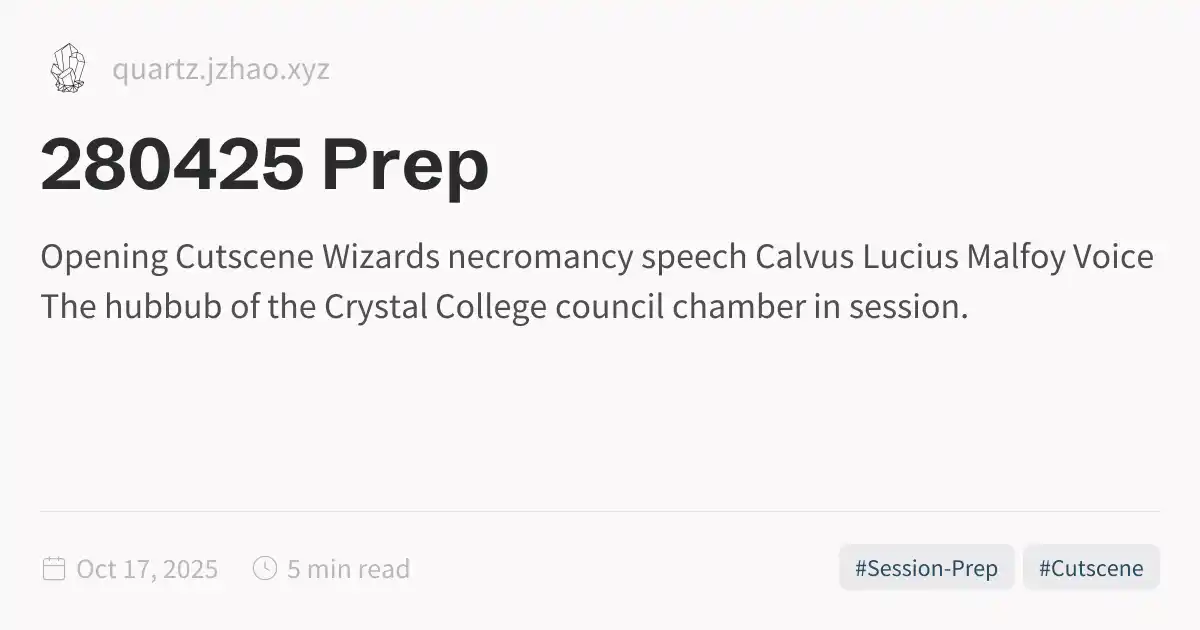 quartz.jzhao.xyz
280425 Prep
Opening Cutscene Wizards necromancy speech Calvus Lucius Malfoy Voice
The hubbub of the Crystal College council chamber in session.
Oct 17, 2025 5 min read #Session-Prep #Cutscene